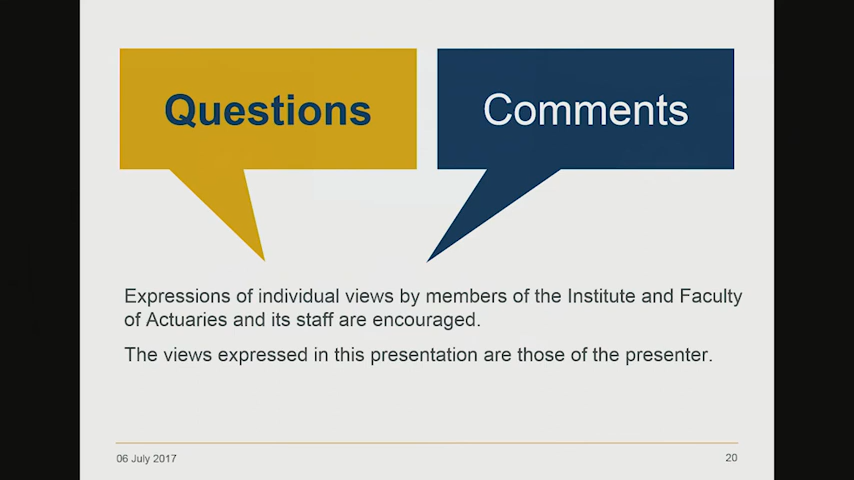 Questions
Comments
Expressions of individual views by members of the Institute and Faculty
of Actuaries and its staff are encouraged.
The views expressed in this presentation are those of the presenter.
06 July 2017
20